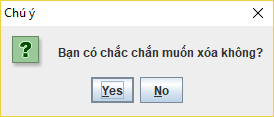 Chú ý
Bạn có chắc chắn muốn xóa không?
Yes
No